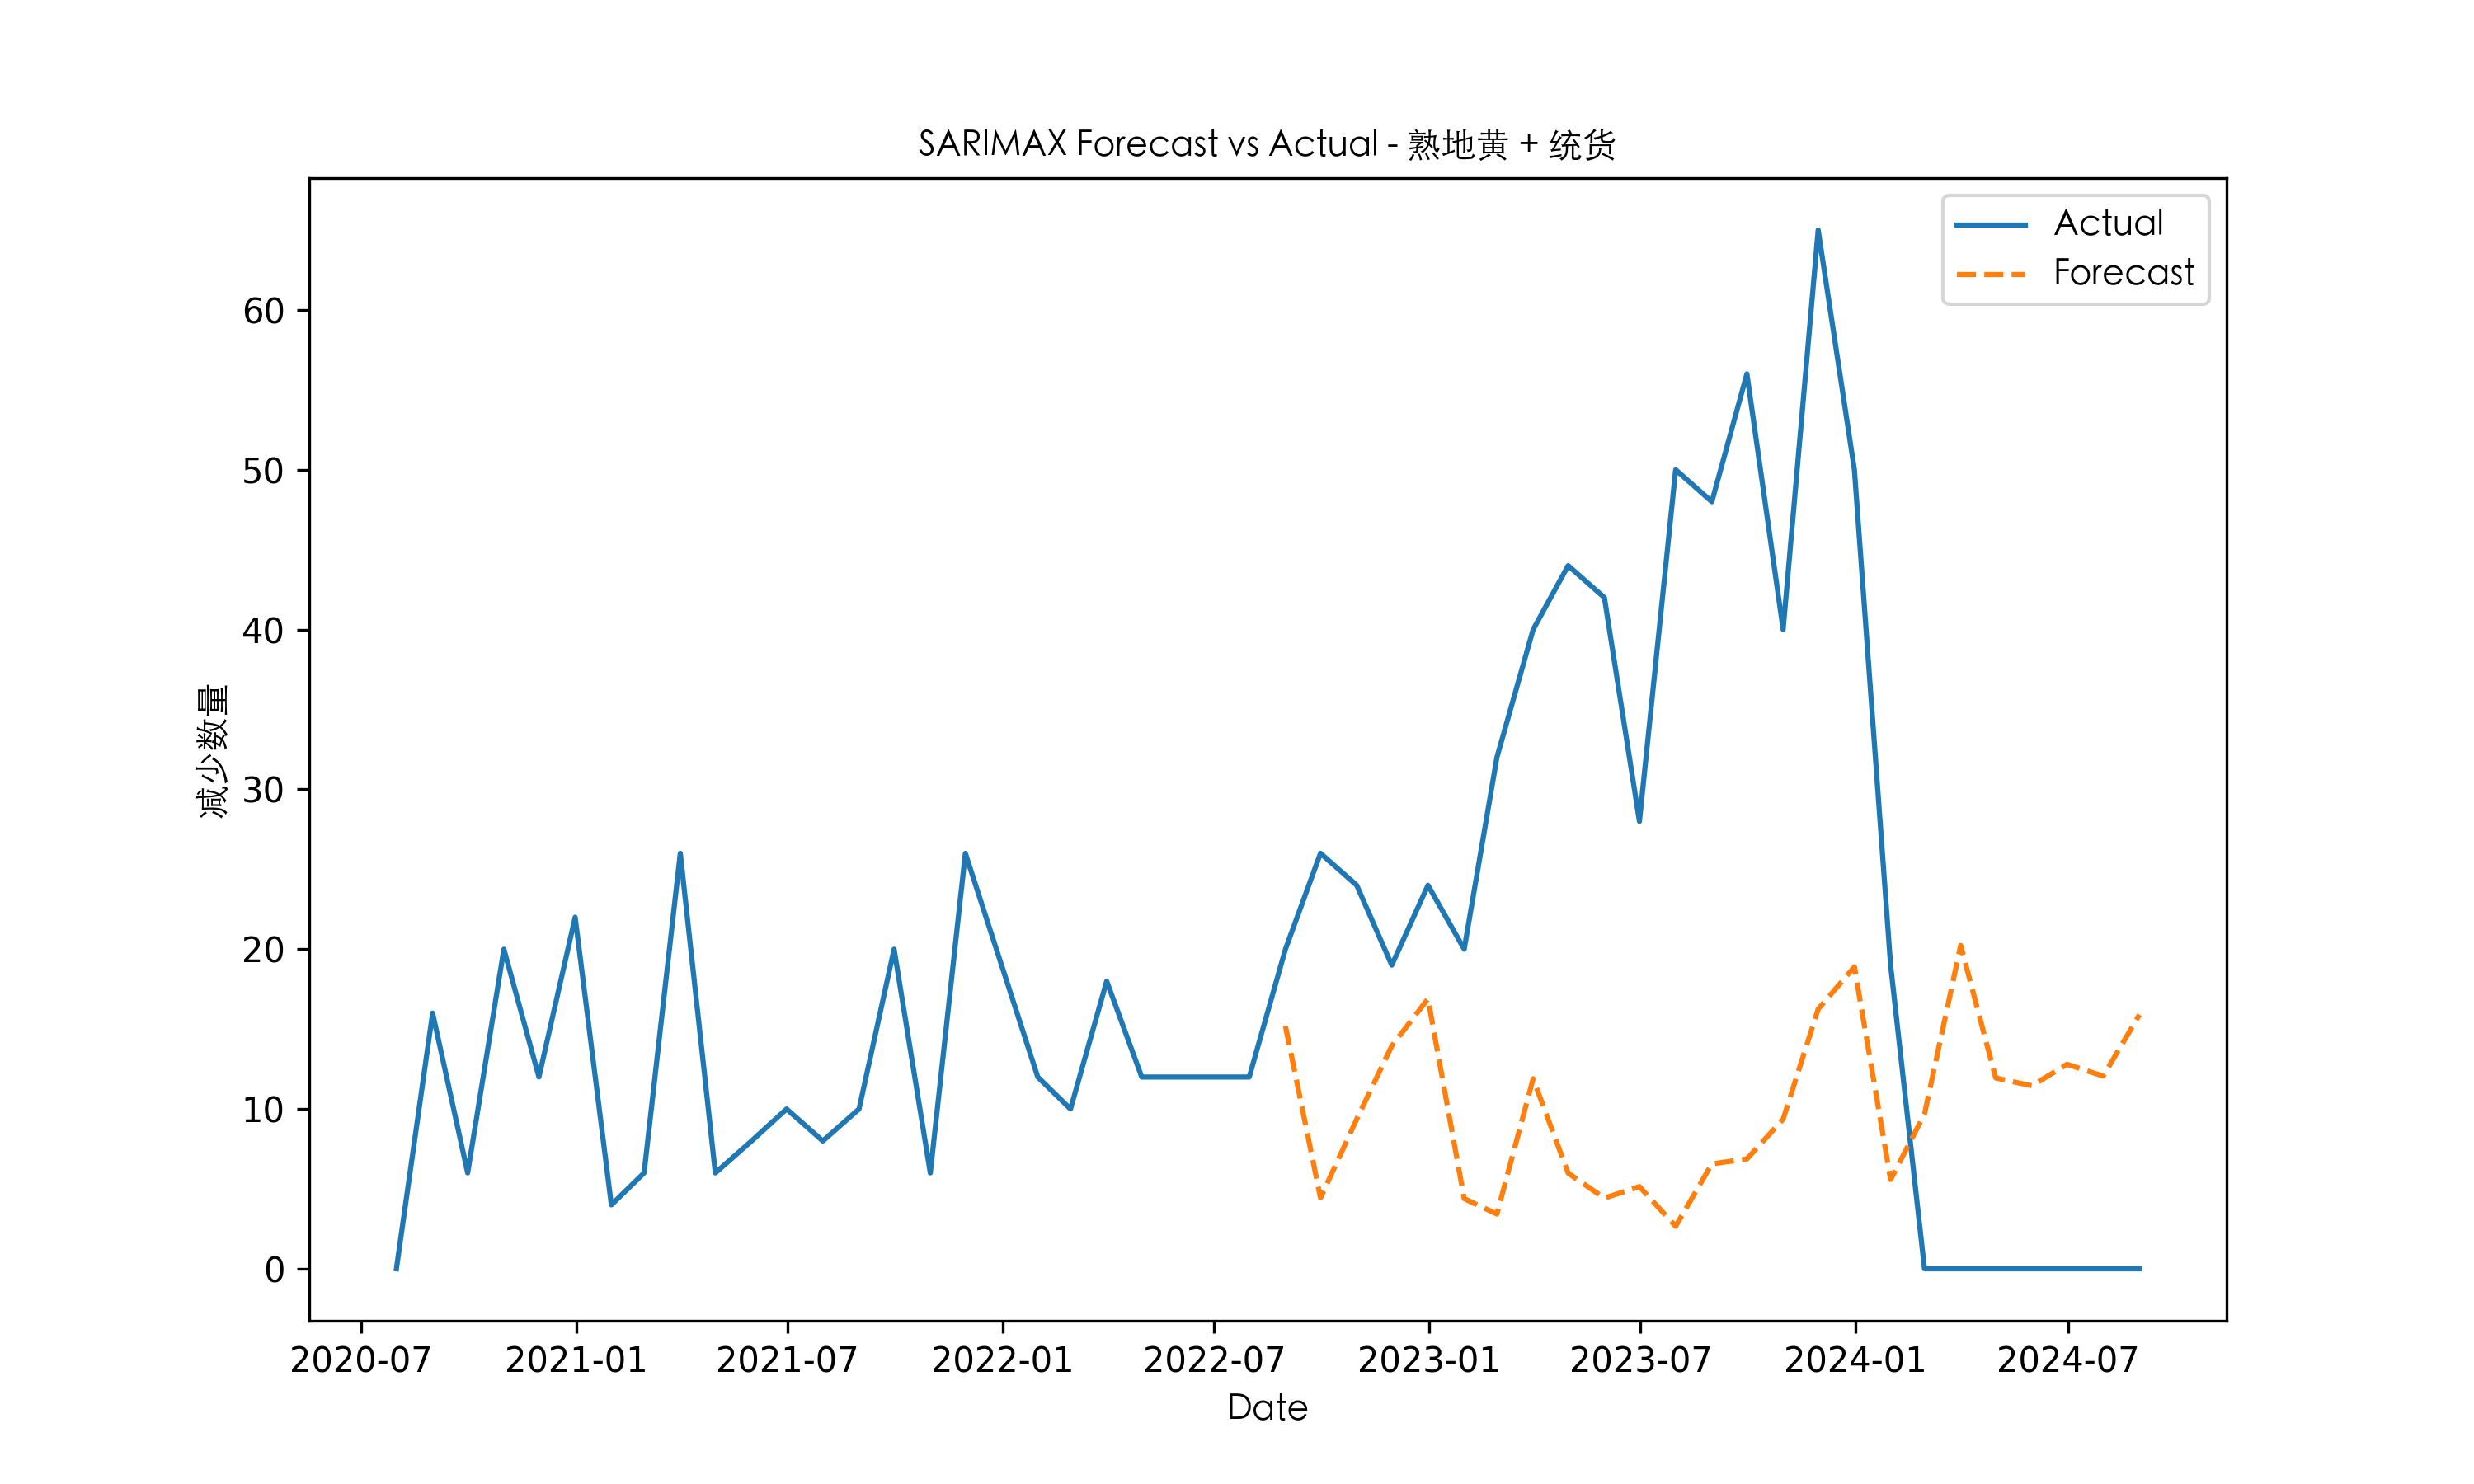 SARIMAX Forecast vs Actual - 熟地黄 + 统货
Actual
Forecast
减少数量
60
50
40
30
20
10
0
2020-07 2021-01 2021-07 2022-01 2022-07 2023-01 2023-07 2024-01 2024-07
Date